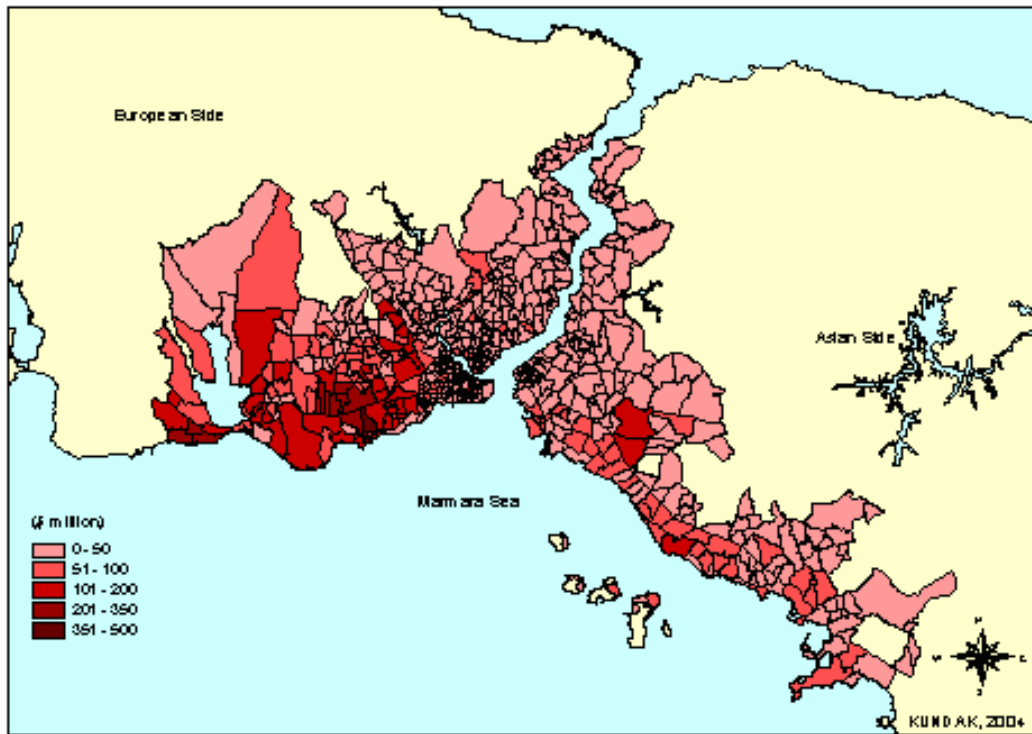 European Side
Asian Side
Marmara Sea
($ million)
0 - 50
51 - 100
101 - 200
201 - 350
351 - 500
N
W
E
S
KUNDAK, 2004